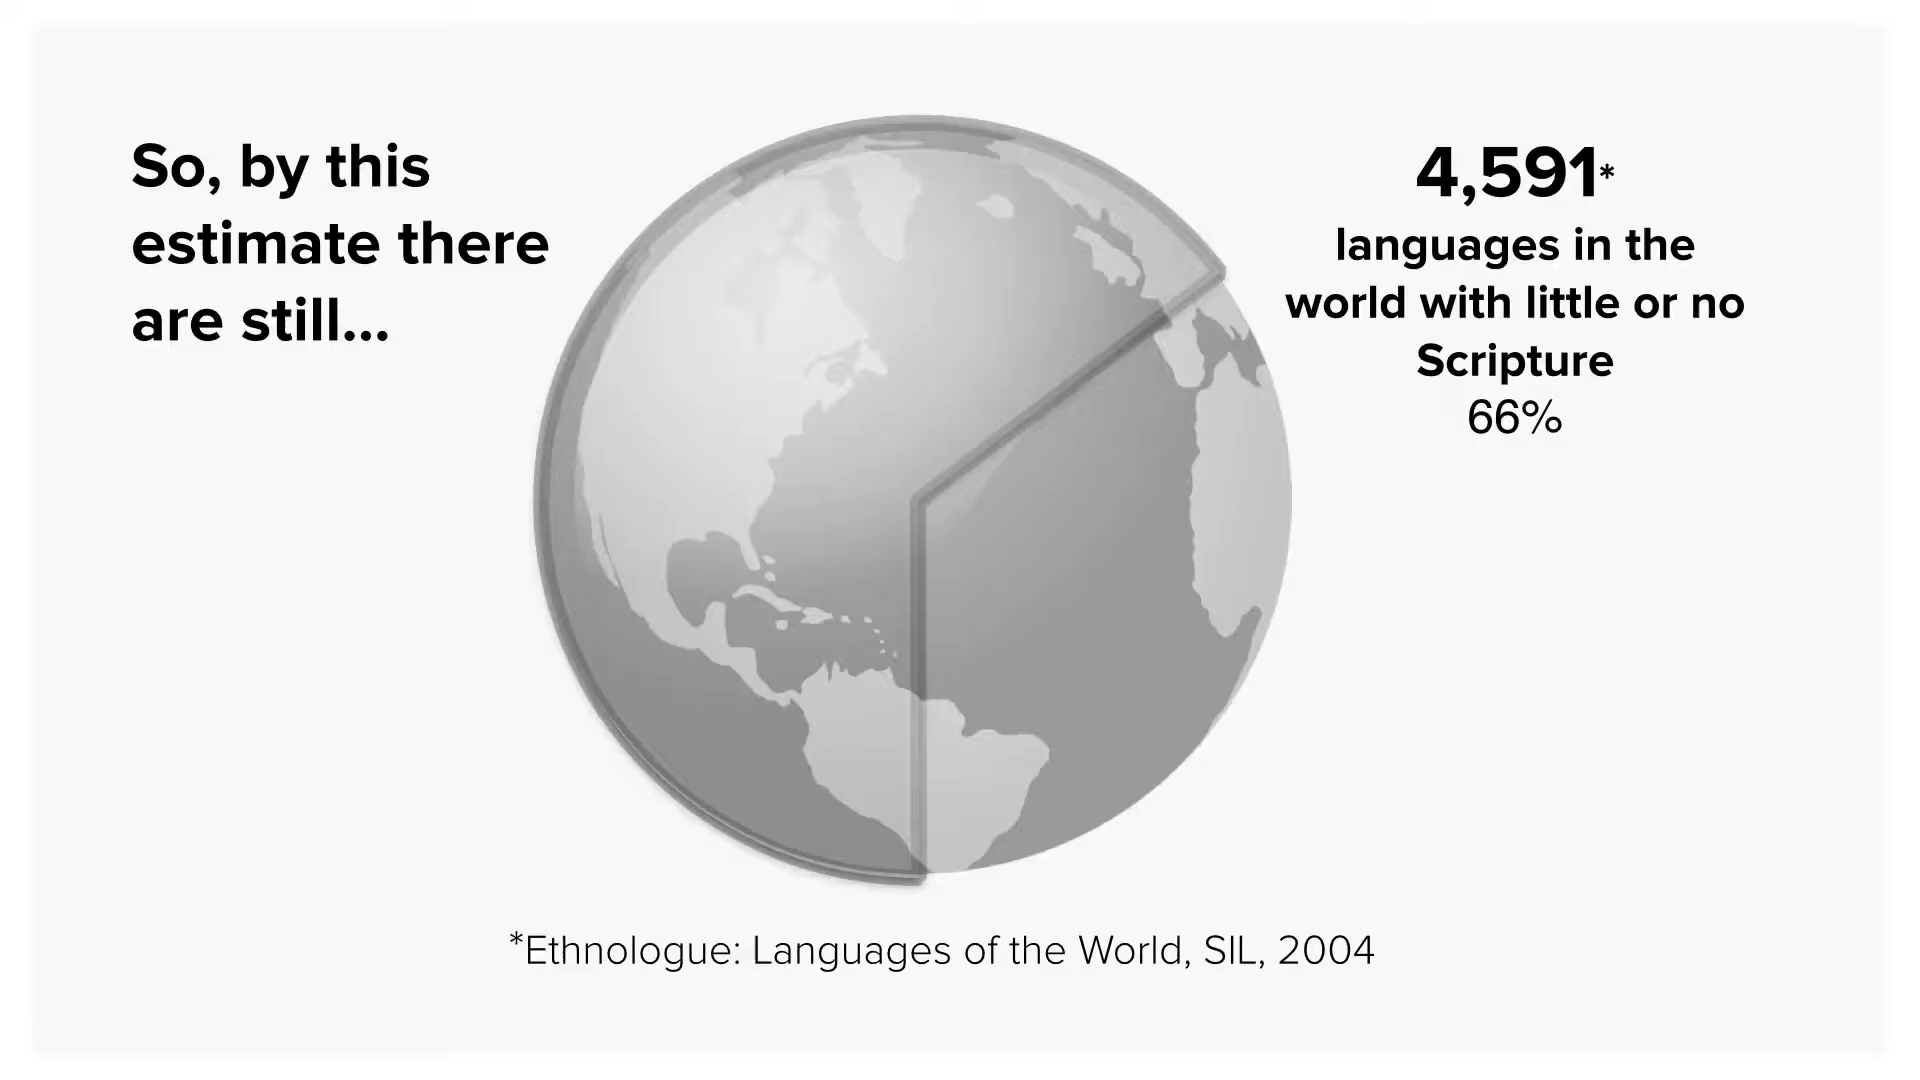 So, by this
estimate there
are still...
4,591*
languages in the
world with little or no
Scripture
66%
*Ethnologue: Languages of the World, SIL, 2004